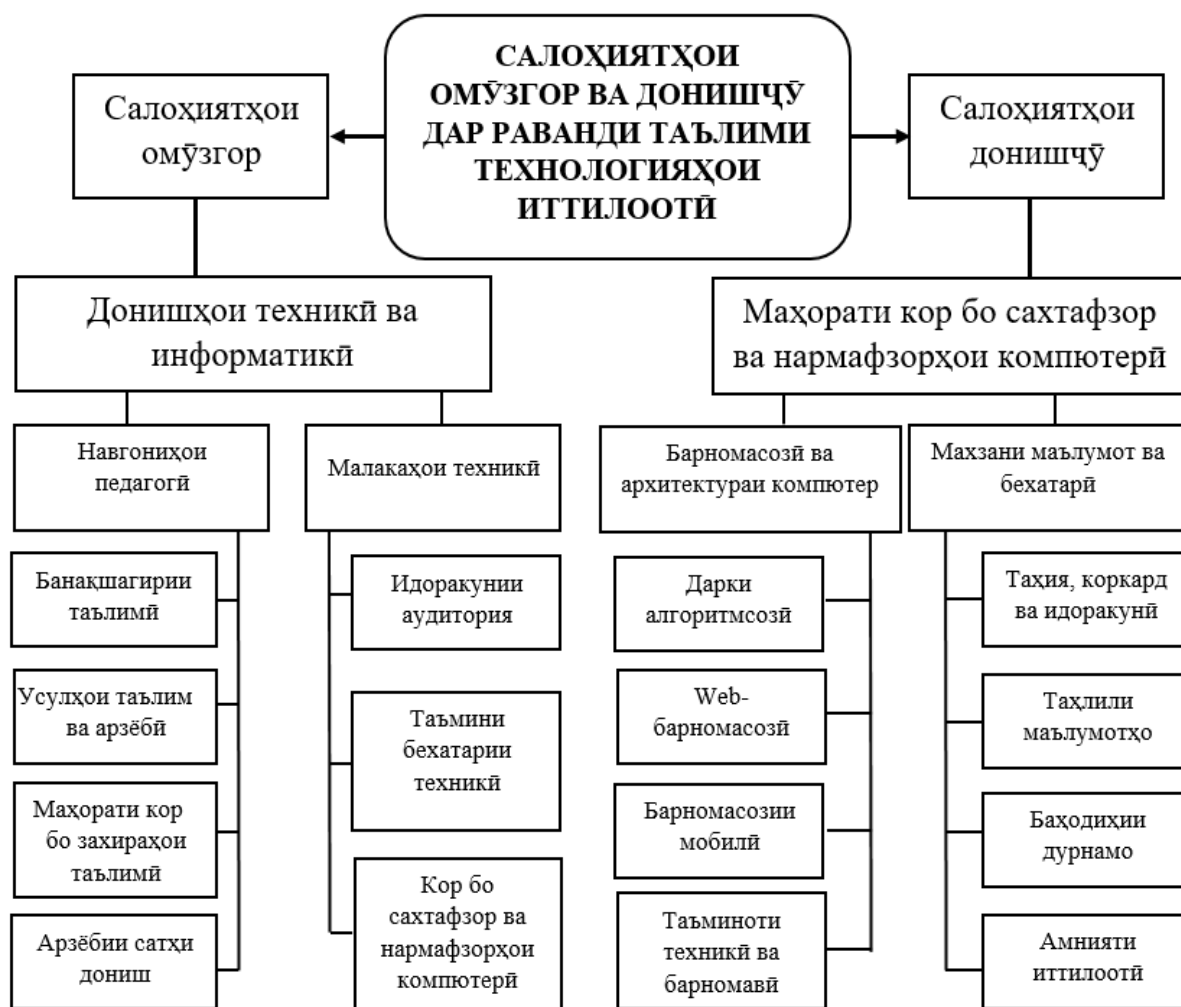 САЛОҲИЯТҲОИ
ОМӮЗГОР ВА ДОНИШҶӮ
ДАР РАВАНДИ ТАЪЛИМИ
ТЕХНОЛОГИЯҲОИ
ИТТИЛООТӢ
Салоҳиятҳои
омӯзгор
Салоҳиятҳои
донишҷӯ
Донишҳои техникӣ ва
информатикӣ
Маҳорати кор бо сахтафзор
ва нармафзорҳои компютерӣ
Навгониҳои
педагогӣ
Малакаҳои техникӣ
Барномасозӣ ва
архитектураи компютер
Махзани маълумот ва
бехатарӣ
Банақшагирии
таълимӣ
Усулҳои таълим
ва арзёбӣ
Маҳорати кор
бо захираҳои
таълимӣ
Арзёбии сатҳи
дониш
Идоракунии
аудитория
Таъмини
бехатарии
техникӣ
Кор бо
сахтафзор ва
нармафзорҳои
компютерӣ
Дарки
алгоритмсозӣ
Web-
барномасозӣ
Барномасозии
мобилӣ
Таъминоти
техникӣ ва
барномавӣ
Таҳия, коркард
ва идоракунӣ
Таҳлили
маълумотҳо
Баҳодиҳии
дурнамо
Амнияти
иттилоотӣ